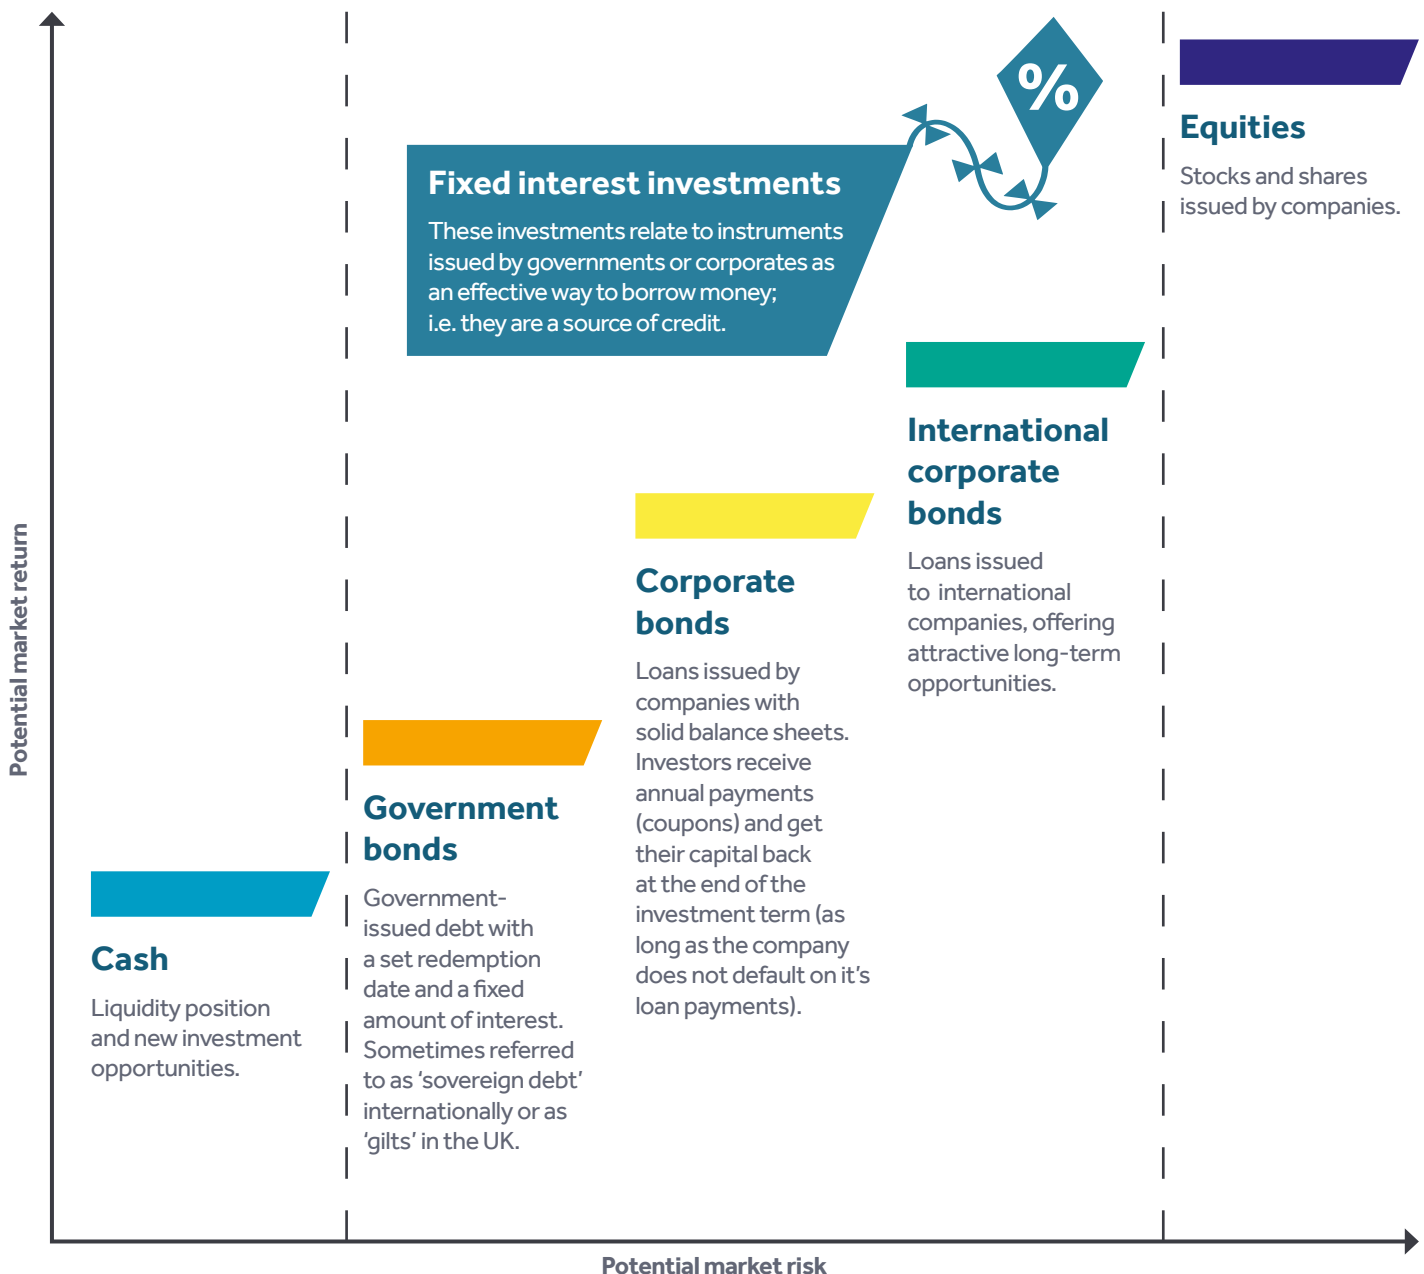 %
Fixed interest investments
These investments relate to instruments
issued by governments or corporates as
an effective way to borrow money;
i.e. they are a source of credit.
Equities
Stocks and shares
issued by companies.
International
corporate
bonds
Loans issued
to international
companies, offering
attractive long-term
opportunities.
Corporate
bonds
Loans issued by
companies with
solid balance sheets.
Investors receive
annual payments
(coupons) and get
their capital back
at the end of the
investment term (as
long as the company
does not default on it's
loan payments).
Government
bonds
Government-
issued debt with
a set redemption
date and a fixed
amount of interest.
Sometimes referred
to as 'sovereign debt'
internationally or as
'gilts' in the UK.
Cash
Liquidity position
and new investment
opportunities.
Potential market return
Potential market risk